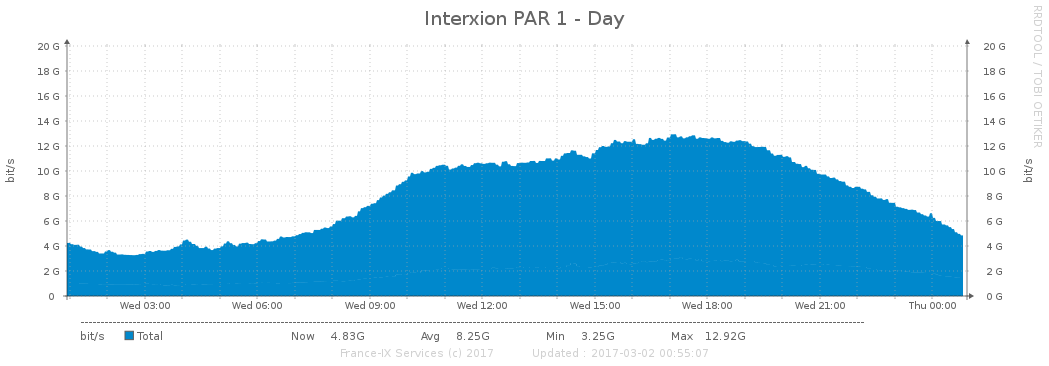 Interxion PAR 1 - Day
RRDTOOL / TOBI OETIKER
20 G 20 G
18 G 18 G
16 G 16 G
14 G 14 G
12 G 12 G
10 G 10 G
8 G 8 G
6 G 6 G
4 G 4 G
2 G 2 G
0 0 G
bit/s
bit/s
Wed 03:00 Wed 06:00 Wed 09:00 Wed 12:00 Wed 15:00 Wed 18:00 Wed 21:00 Thu 00:00
bit/s Total Now 4.83G Avg 8.25G Min 3.25G Max 12.92G
France-IX Services (c) 2017 Updated : 2017-03-02 00:55:07